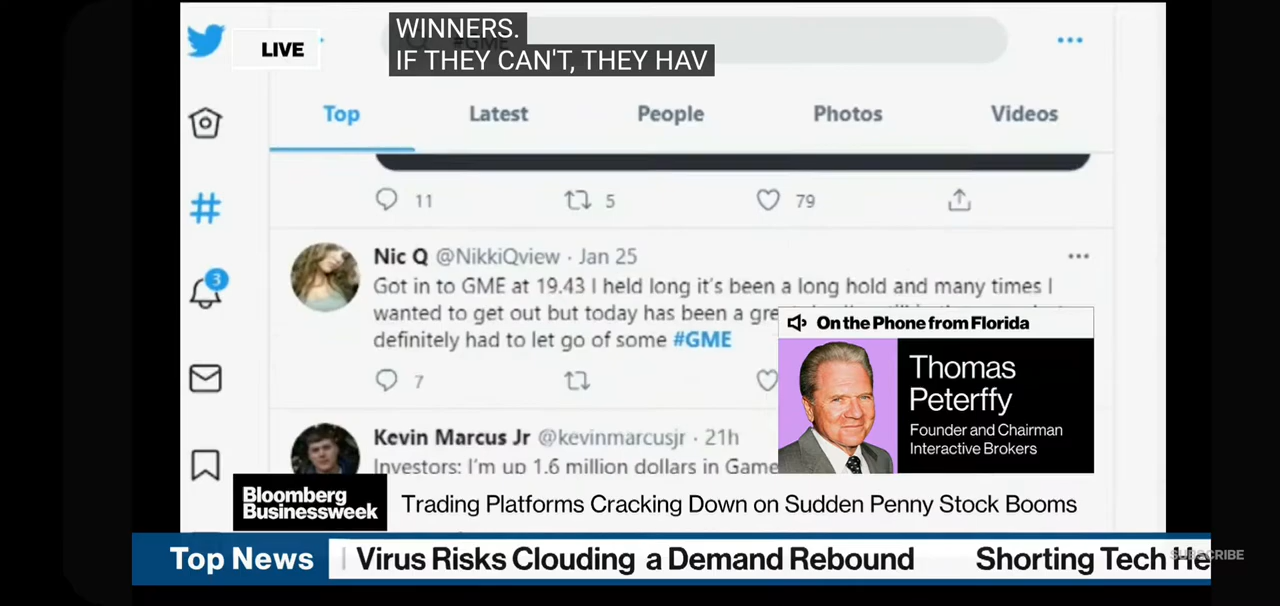 WINNERS.
IF THEY CAN'T, THEY HAV
LIVE
Top Latest People Photos Videos
11 5 79
3
Nic Q @NikkiQview · Jan 25
Got in to GME at 19.43 I held long it's been a long hold and many times I
wanted to get out but today has been a gre
definitely had to let go of some #GME
7
On the Phone from Florida
Thomas
Peterffy
Founder and Chairman
Interactive Brokers
Kevin Marcus Jr @kevinmarcusjr · 21h
Investors: I'm up 1.6 million dollars in Game
Bloomberg
Businessweek
Trading Platforms Cracking Down on Sudden Penny Stock Booms
Top News Virus Risks Clouding a Demand Rebound Shorting Tech He
SUBSCRIBE